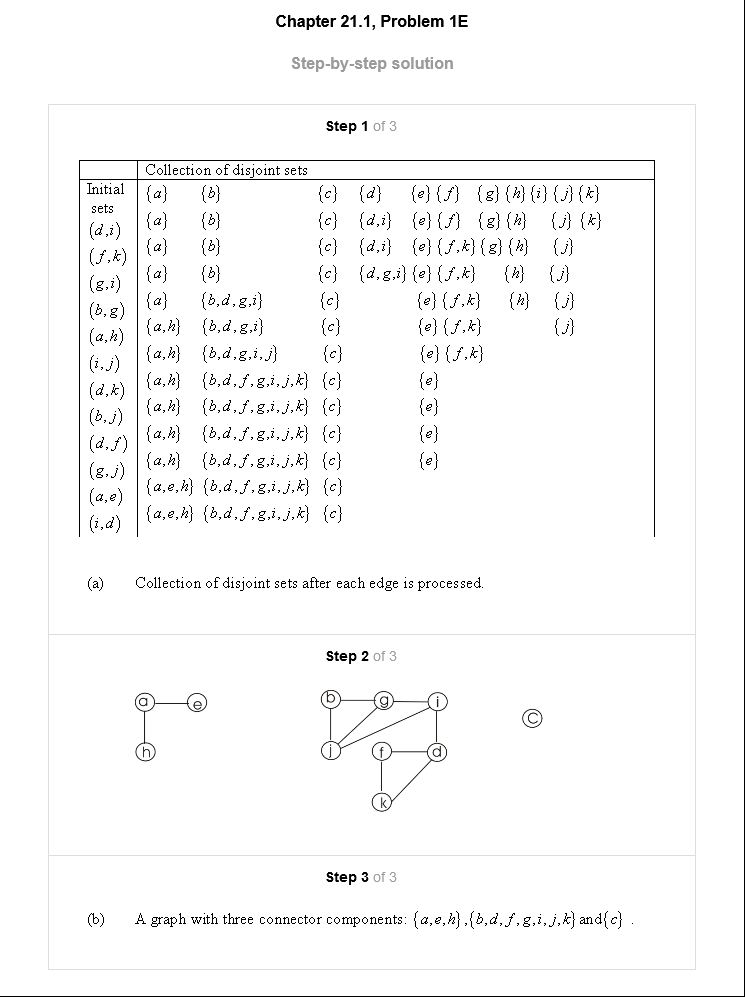 Chapter 21.1, Problem 1E
Step-by-step solution
Step 1 of 3
Collection of disjoint sets
Initial sets {a} {b} {c} {d} {e} {f} {g} {h} {i} {j} {k}
(d,i) {a} {b} {c} {d,i} {e} {f} {g} {h} {j} {k}
(f,k) {a} {b} {c} {d,i} {e} {f,k} {g} {h} {j}
(g,i) {a} {b} {c} {d,g,i} {e} {f,k} {h} {j}
(b,g) {a} {b,d,g,i} {c} {e} {f,k} {h} {j}
(a,h) {a,h} {b,d,g,i} {c} {e} {f,k} {j}
(i,j) {a,h} {b,d,g,i,j} {c} {e} {f,k}
(d,k) {a,h} {b,d,f,g,i,j,k} {c} {e}
(b,j) {a,h} {b,d,f,g,i,j,k} {c} {e}
(d,f) {a,h} {b,d,f,g,i,j,k} {c} {e}
(g,j) {a,h} {b,d,f,g,i,j,k} {c} {e}
(a,e) {a,e,h} {b,d,f,g,i,j,k} {c}
(i,d) {a,e,h} {b,d,f,g,i,j,k} {c}
(a) Collection of disjoint sets after each edge is processed.
Step 2 of 3
a e b g i C
h j f d
k
Step 3 of 3
(b) A graph with three connector components: {a,e,h},{b,d,f,g,i,j,k}and{c} .